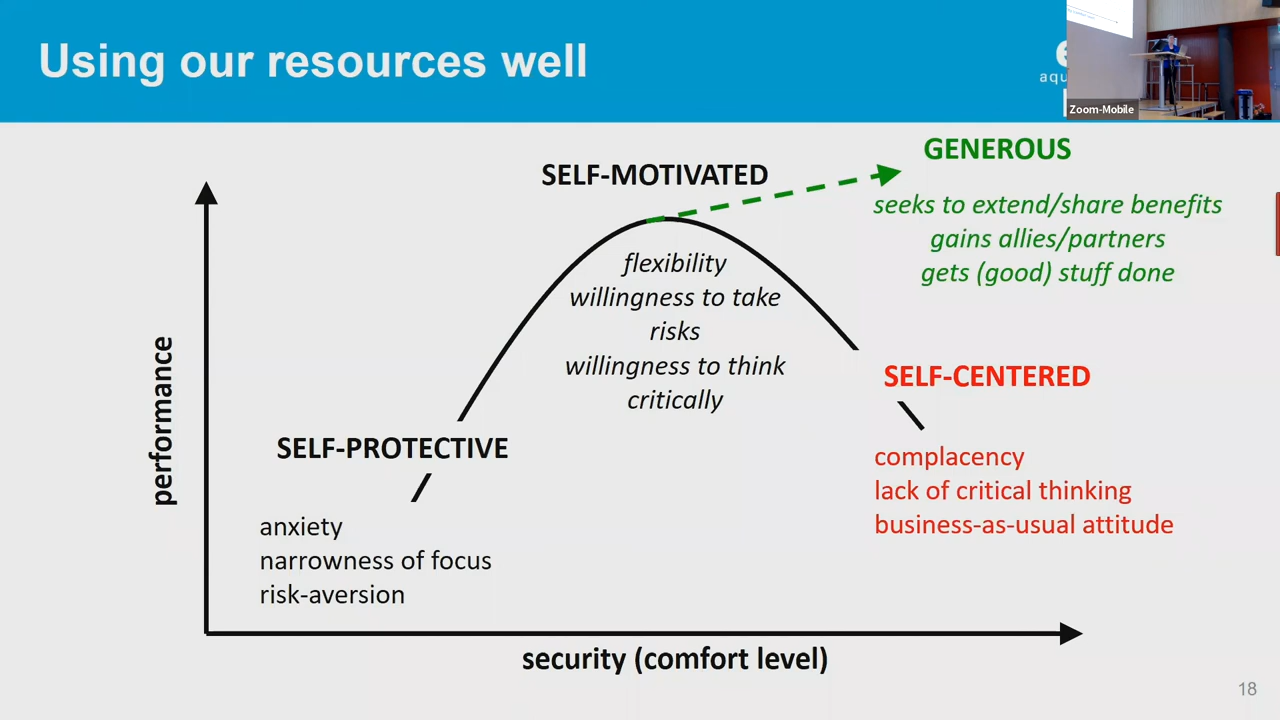 Using our resources well
aqu
Zoom-Mobile
GENEROUS
SELF-MOTIVATED
seeks to extend/share benefits
gains allies/partners
gets (good) stuff done
flexibility
willingness to take
risks
willingness to think
critically
SELF-CENTERED
complacency
lack of critical thinking
business-as-usual attitude
SELF-PROTECTIVE
anxiety
narrowness of focus
risk-aversion
performance
security (comfort level)
18